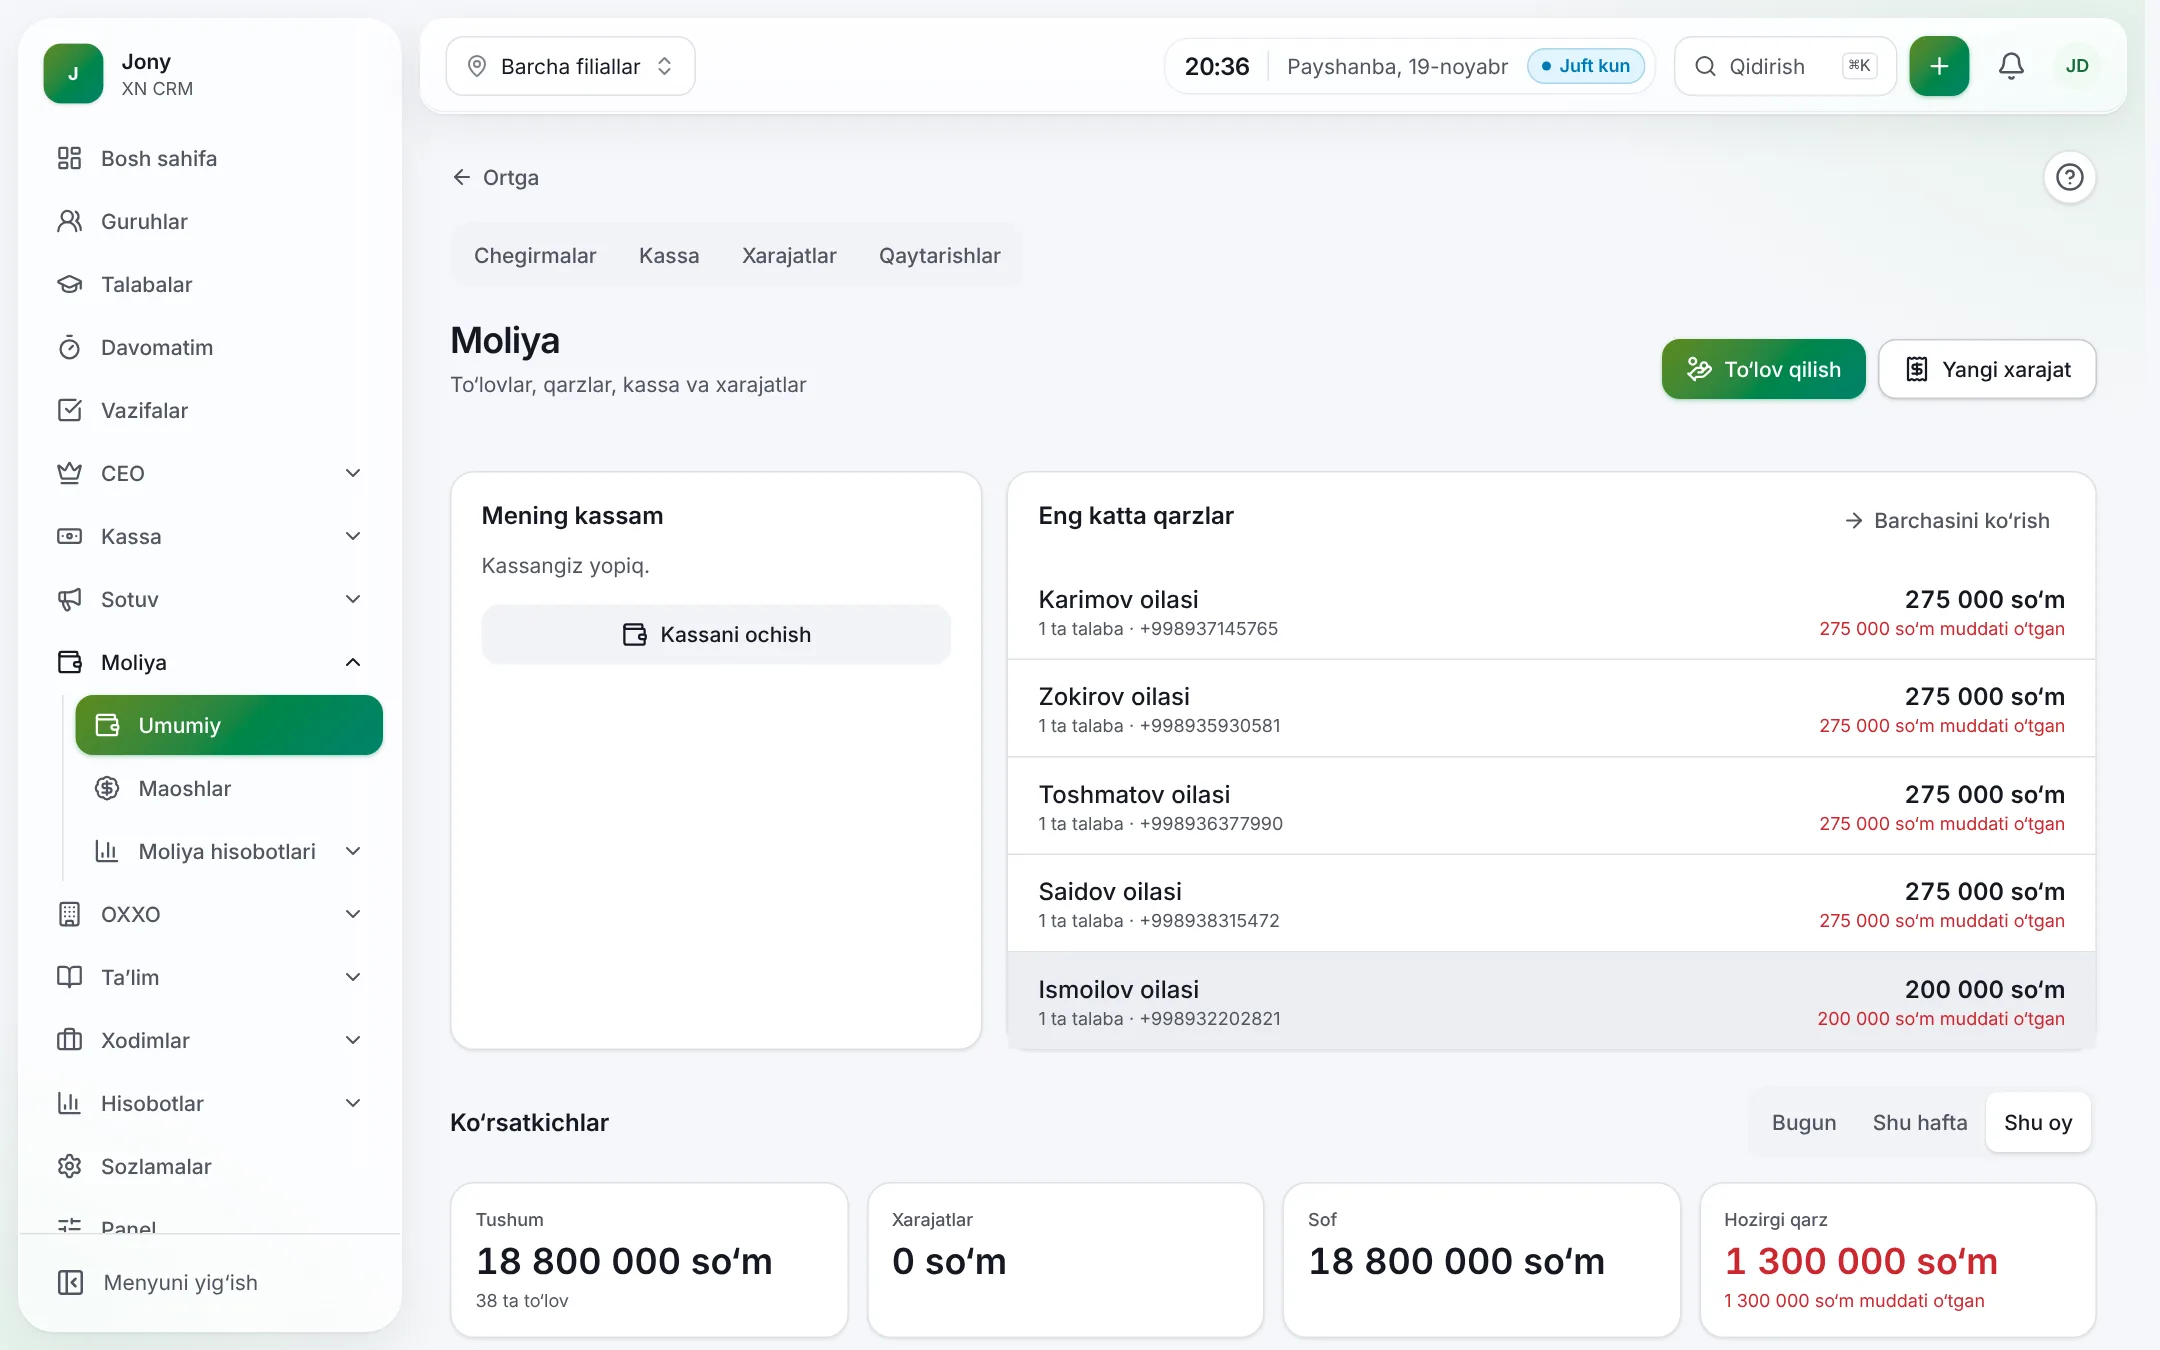 J
Jony
XN CRM
Bosh sahifa
Guruhlar
Talabalar
Davomatim
Vazifalar
CEO
Kassa
Sotuv
Moliya
Umumiy
Maoshlar
Moliya hisobotlari
OXXO
Ta’lim
Xodimlar
Hisobotlar
Sozlamalar
Panel
Menyuni yig‘ish
Barcha filiallar
20:36
Payshanba, 19-noyabr
Juft kun
Qidirish
⌘K
JD
Ortga
Chegirmalar
Kassa
Xarajatlar
Qaytarishlar
Moliya
To‘lovlar, qarzlar, kassa va xarajatlar
To‘lov qilish
Yangi xarajat
Mening kassam
Kassangiz yopiq.
Kassani ochish
Eng katta qarzlar
Barchasini ko‘rish
Karimov oilasi
275 000 so‘m
1 ta talaba · +998937145765
275 000 so‘m muddati o‘tgan
Zokirov oilasi
275 000 so‘m
1 ta talaba · +998935930581
275 000 so‘m muddati o‘tgan
Toshmatov oilasi
275 000 so‘m
1 ta talaba · +998936377990
275 000 so‘m muddati o‘tgan
Saidov oilasi
275 000 so‘m
1 ta talaba · +998938315472
275 000 so‘m muddati o‘tgan
Ismoilov oilasi
200 000 so‘m
1 ta talaba · +998932202821
200 000 so‘m muddati o‘tgan
Ko‘rsatkichlar
Bugun
Shu hafta
Shu oy
Tushum
18 800 000 so‘m
38 ta to‘lov
Xarajatlar
0 so‘m
Sof
18 800 000 so‘m
Hozirgi qarz
1 300 000 so‘m
1 300 000 so‘m muddati o‘tgan